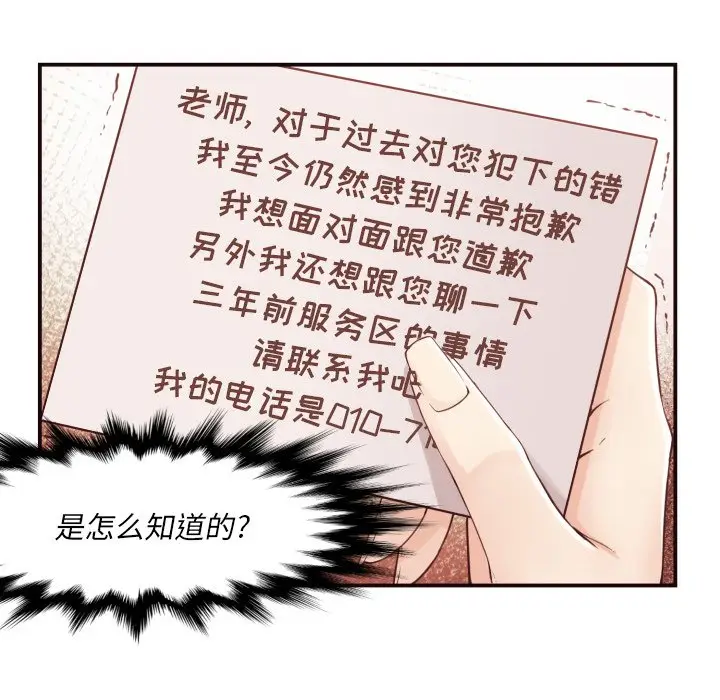 老师, 对于过去对您犯下的错
我至今仍然感到非常抱歉
我想面对面跟您道歉
另外我还想跟您聊一下
三年前服务区的事情
请联系我吧
我的电话是010-7
是怎么知道的?